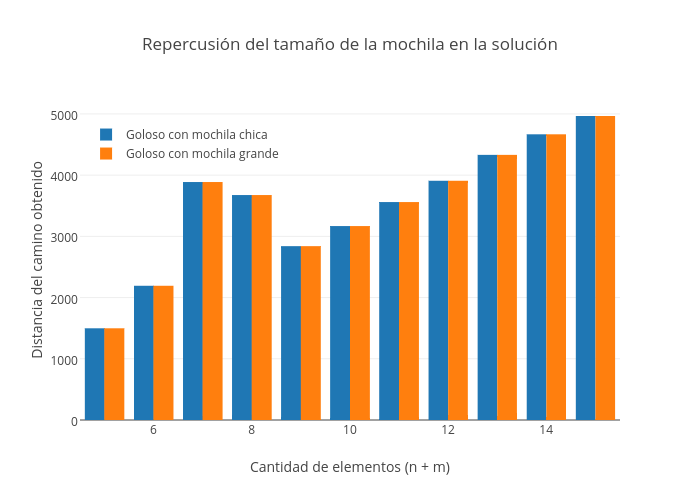 Repercusión del tamaño de la mochila en la solución
Goloso con mochila chica
Goloso con mochila grande
Distancia del camino obtenido
5000
4000
3000
2000
1000
0
6 8 10 12 14
Cantidad de elementos (n + m)